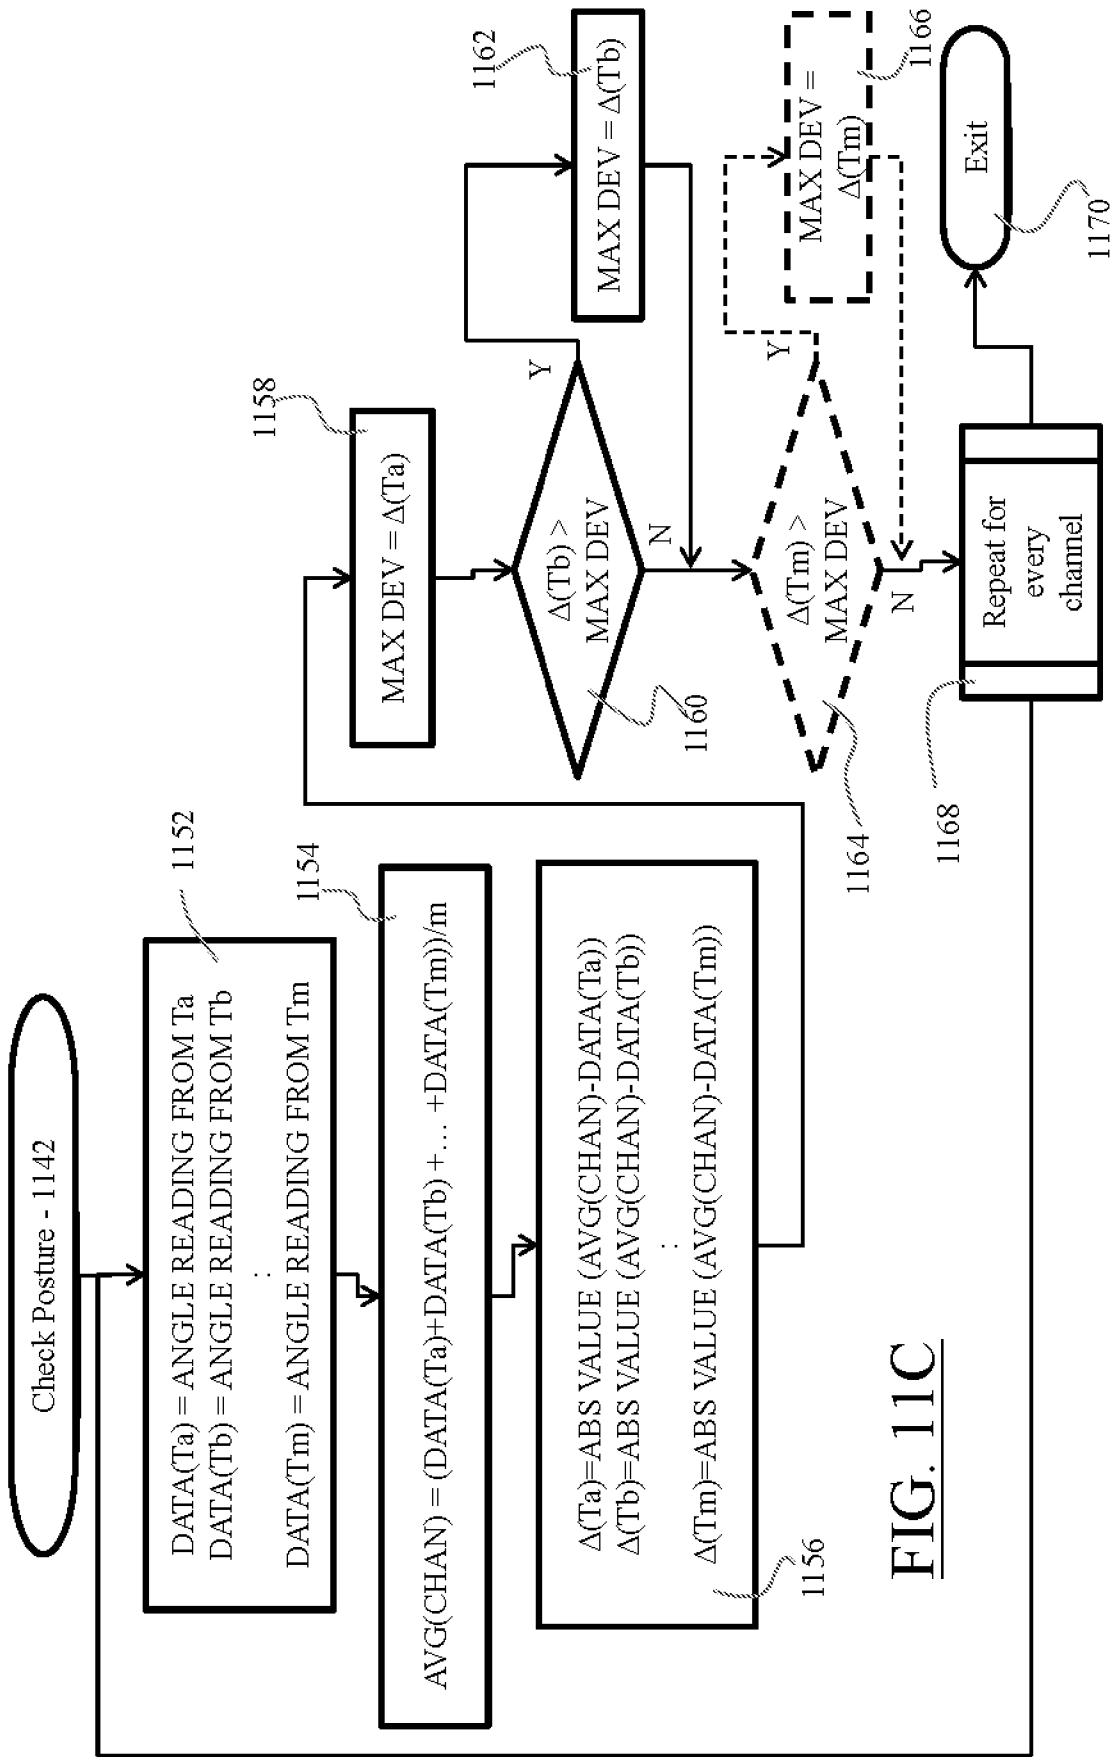 Check Posture - 1142
1152
DATA(Ta) = ANGLE READING FROM Ta
DATA(Tb) = ANGLE READING FROM Tb
:
DATA(Tm) = ANGLE READING FROM Tm
1154
AVG(CHAN) = (DATA(Ta)+DATA(Tb) +… +DATA(Tm))/m
Δ(Ta)=ABS VALUE (AVG(CHAN)-DATA(Ta))
Δ(Tb)=ABS VALUE (AVG(CHAN)-DATA(Tb))
:
Δ(Tm)=ABS VALUE (AVG(CHAN)-DATA(Tm))
1156
1158
MAX DEV = Δ(Ta)
Δ(Tb) >
MAX DEV
Y
N
1160
1162
MAX DEV = Δ(Tb)
Δ(Tm) >
MAX DEV
Y
N
1164
MAX DEV =
Δ(Tm)
1166
1168
Repeat for
every
channel
Exit
1170
FIG. 11C